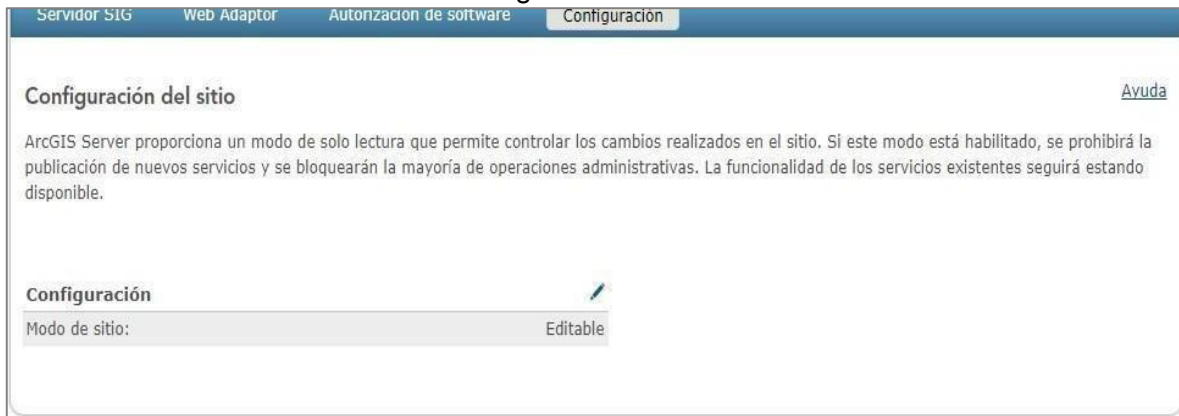 Servidor SIG Web Adaptor Autorización de software Configuración
Configuración del sitio Ayuda
ArcGIS Server proporciona un modo de solo lectura que permite controlar los cambios realizados en el sitio. Si este modo está habilitado, se prohibirá la
publicación de nuevos servicios y se bloquearán la mayoría de operaciones administrativas. La funcionalidad de los servicios existentes seguirá estando
disponible.
Configuración
Modo de sitio: Editable